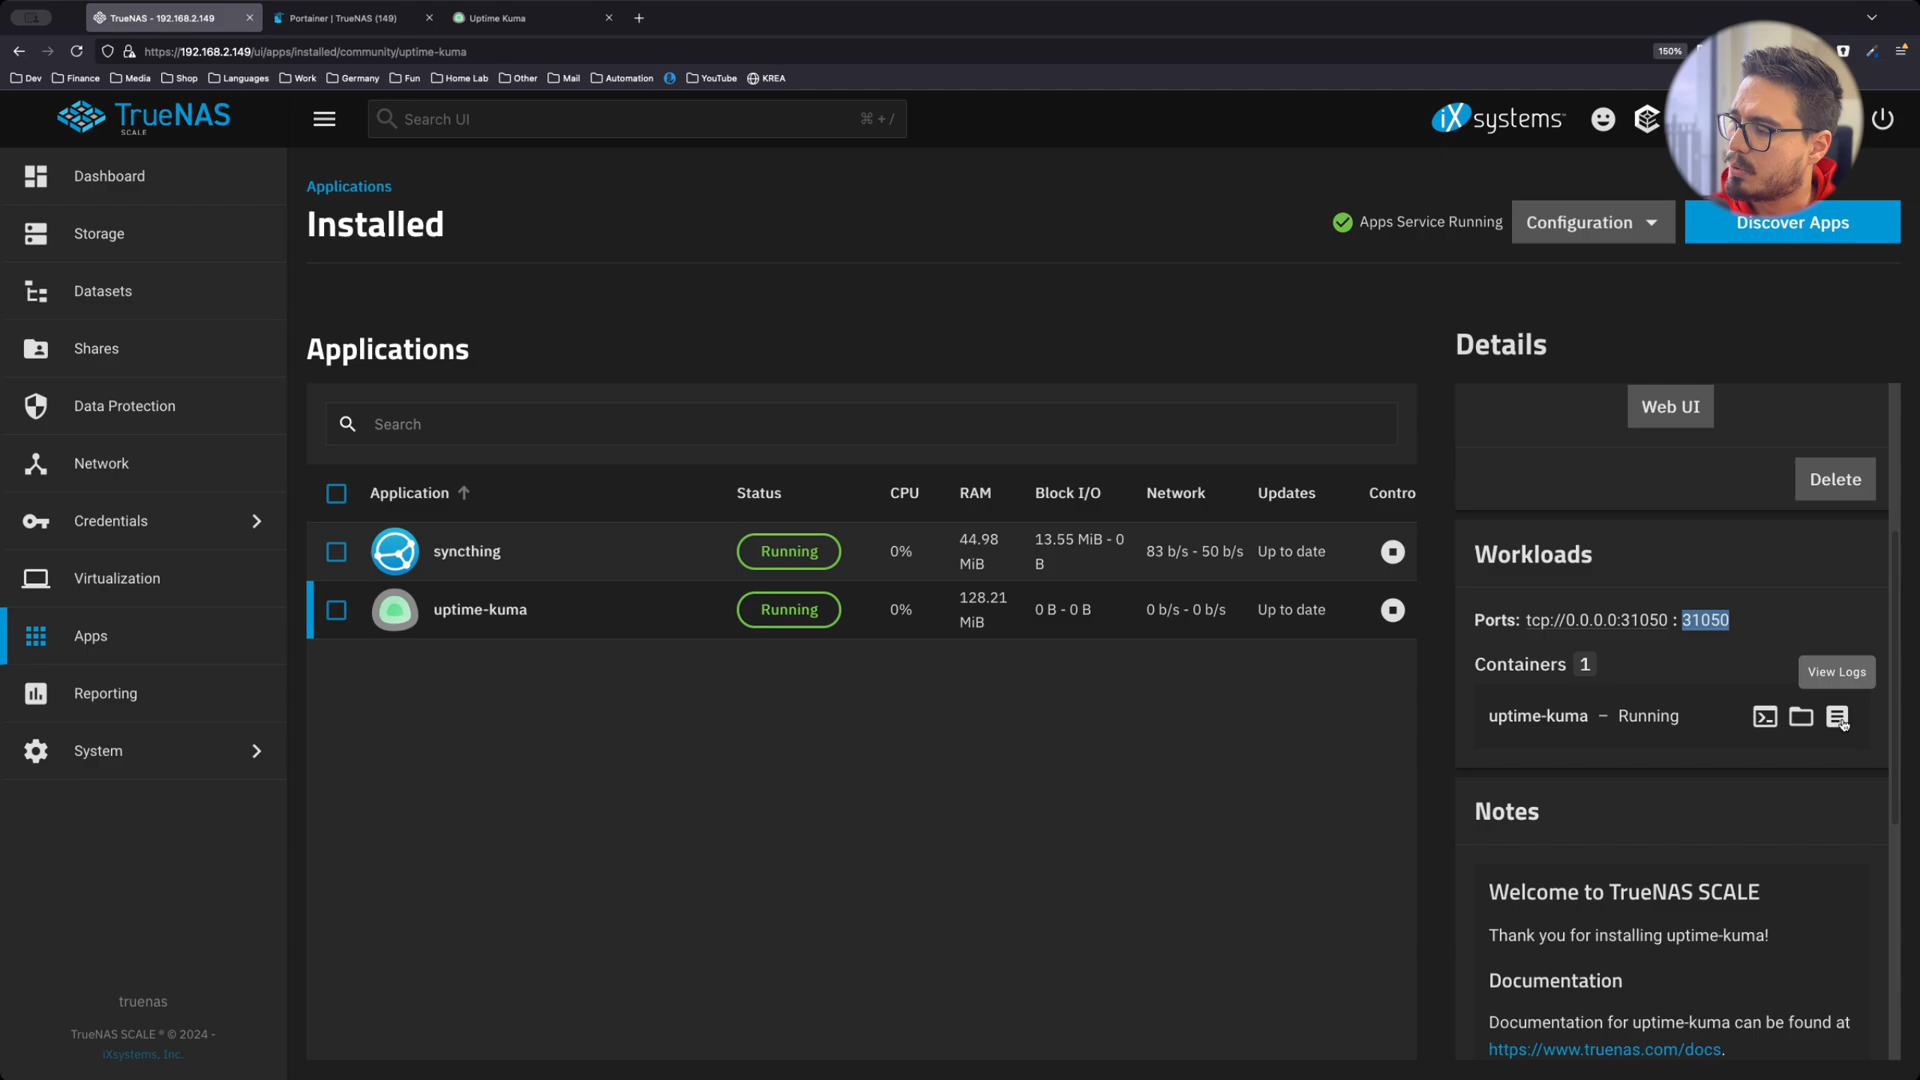 TrueNAS - 192.168.2.149
Portainer | TrueNAS (149)
Uptime Kuma
https://192.168.2.149/ui/apps/installed/community/uptime-kuma
150%
Dev
Finance
Media
Shop
Languages
Work
Germany
Fun
Home Lab
Other
Mail
Automation
YouTube
KREA
TrueNAS
SCALE
Search UI
⌘ + /
iXsystems
Dashboard
Storage
Datasets
Shares
Data Protection
Network
Credentials
Virtualization
Apps
Reporting
System
truenas
TrueNAS SCALE ® © 2024 -
iXsystems, Inc.
Applications
Installed
Apps Service Running
Configuration
Discover Apps
Applications
Search
Application
Status
CPU
RAM
Block I/O
Network
Updates
Contro
syncthing
Running
0%
44.98
MiB
13.55 MiB - 0
B
83 b/s - 50 b/s
Up to date
uptime-kuma
Running
0%
128.21
MiB
0 B - 0 B
0 b/s - 0 b/s
Up to date
Details
Web UI
Delete
Workloads
Ports: tcp://0.0.0.0:31050 : 31050
Containers 1
View Logs
uptime-kuma – Running
Notes
Welcome to TrueNAS SCALE
Thank you for installing uptime-kuma!
Documentation
Documentation for uptime-kuma can be found at
https://www.truenas.com/docs.